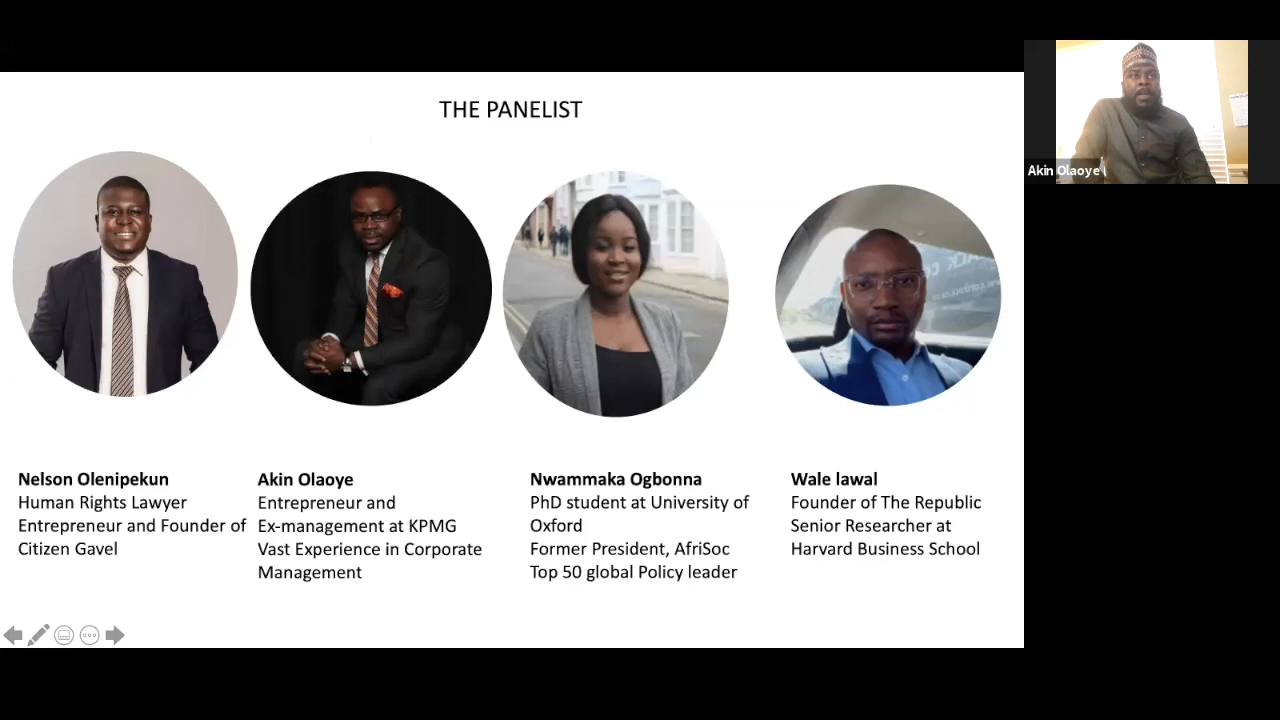 THE PANELIST
Akin Olaoye
Nelson Olenipekun
Human Rights Lawyer
Entrepreneur and Founder of
Citizen Gavel
Akin Olaoye
Entrepreneur and
Ex-management at KPMG
Vast Experience in Corporate
Management
Nwammaka Ogbonna
PhD student at University of
Oxford
Former President, AfriSoc
Top 50 global Policy leader
Wale lawal
Founder of The Republic
Senior Researcher at
Harvard Business School